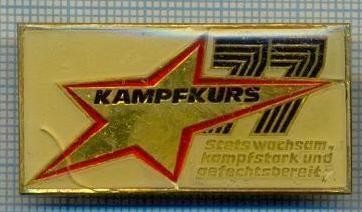 77
KAMPFKURS
Stets wachsam,
kampfstark und
gefechtsbereit